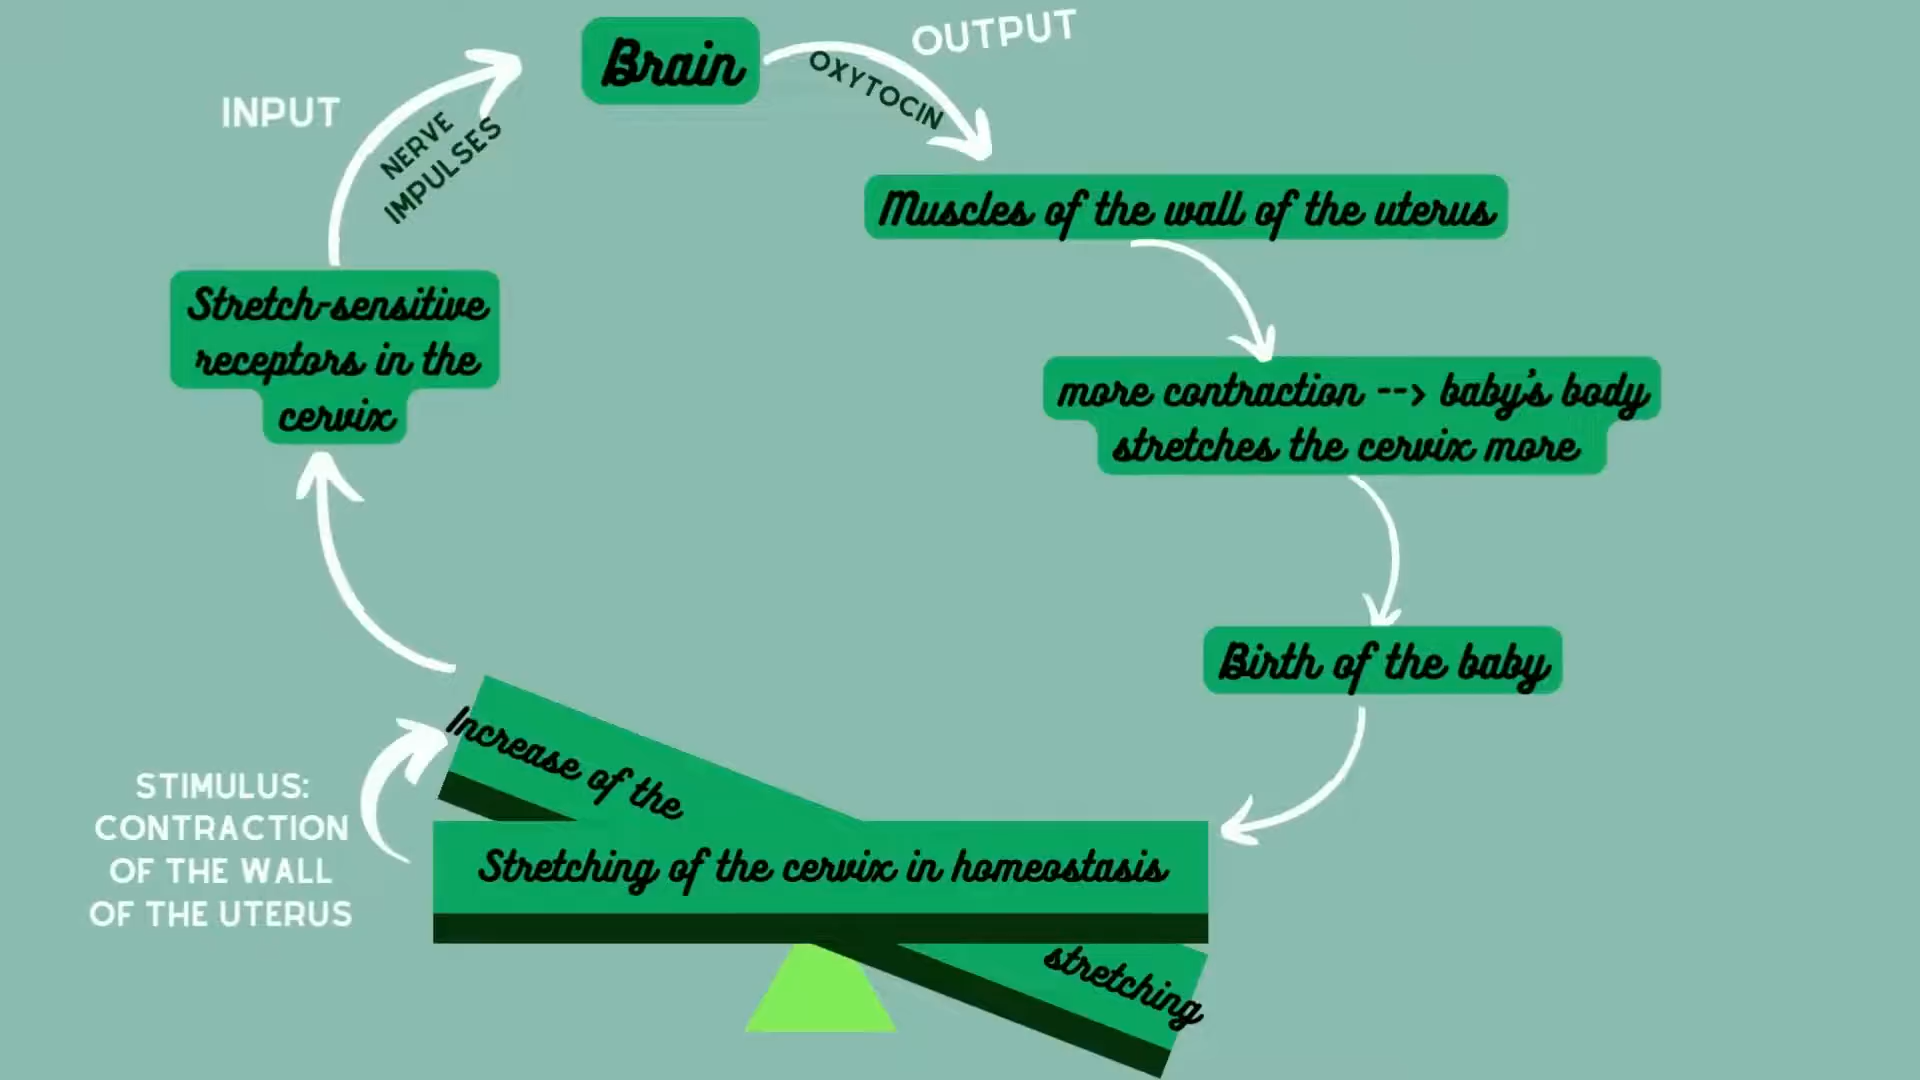 Brain
OUTPUT
OXYTOCIN
INPUT
NERVE
IMPULSES
Muscles of the wall of the uterus
Stretch-sensitive
receptors in the
cervix
more contraction --> baby's body
stretches the cervix more
Birth of the baby
Increase of the
STIMULUS:
CONTRACTION
OF THE WALL
OF THE UTERUS
Stretching of the cervix in homeostasis
stretching